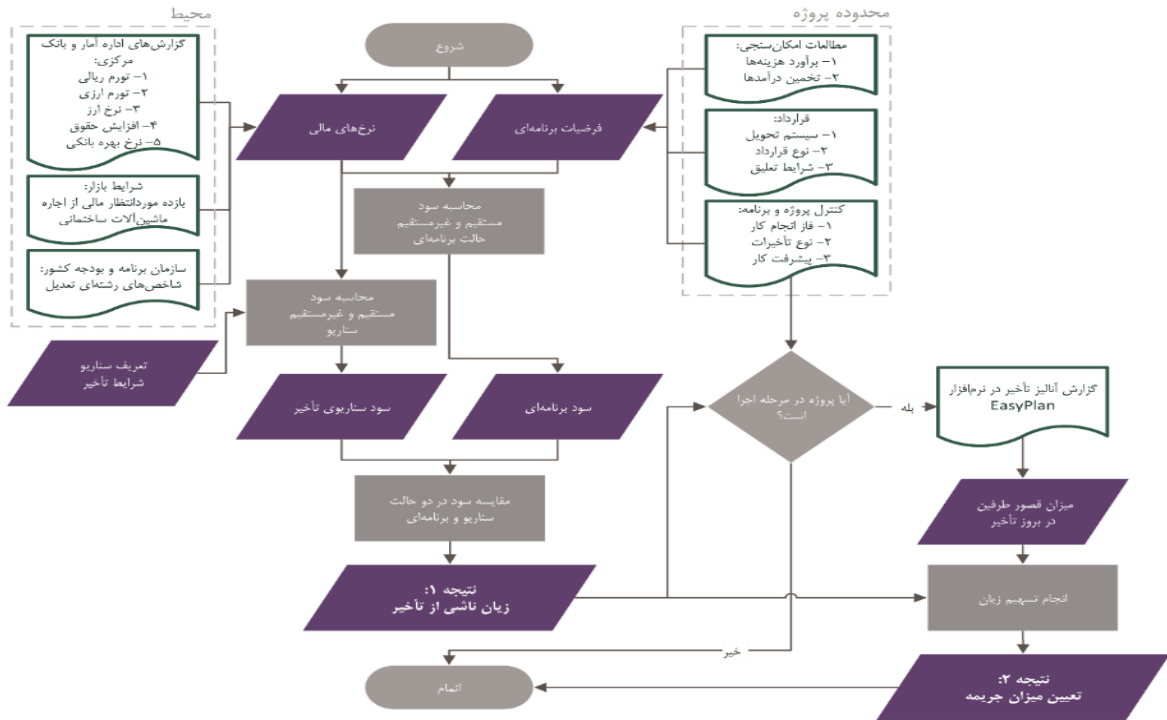 محدوده پروژه
محیط
شروع
مطالعات امکان‌سنجی:
۱- برآورد هزینه‌ها
۲- تخمین درآمدها
قرارداد:
۱- سیستم تحویل
۲- نوع قرارداد
۳- شرایط تعلیق
کنترل پروژه و برنامه:
۱- فاز انجام کار
۲- نوع تأخیرات
۳- پیشرفت کار
گزارش‌های اداره آمار و بانک
مرکزی:
۱- تورم ریالی
۲- تورم ارزی
۳- نرخ ارز
۴- افزایش حقوق
۵- نرخ بهره بانکی
شرایط بازار:
بازده موردانتظار مالی از اجاره
ماشین‌آلات ساختمانی
سازمان برنامه و بودجه کشور:
شاخص‌های رشته‌ای تعدیل
فرضیات برنامه‌ای
نرخ‌های مالی
محاسبه سود
مستقیم و غیرمستقیم
حالت برنامه‌ای
محاسبه سود
مستقیم و غیرمستقیم
سناریو
تعریف سناریو
شرایط تأخیر
سود برنامه‌ای
سود سناریوی تأخیر
مقایسه سود در دو حالت
سناریو و برنامه‌ای
نتیجه ۱:
زیان ناشی از تأخیر
آیا پروژه در مرحله اجرا
است؟
بله
گزارش آنالیز تأخیر در نرم‌افزار
EasyPlan
میزان قصور طرفین
در بروز تأخیر
انجام تسهیم زیان
خیر
نتیجه ۲:
تعیین میزان جریمه
اتمام